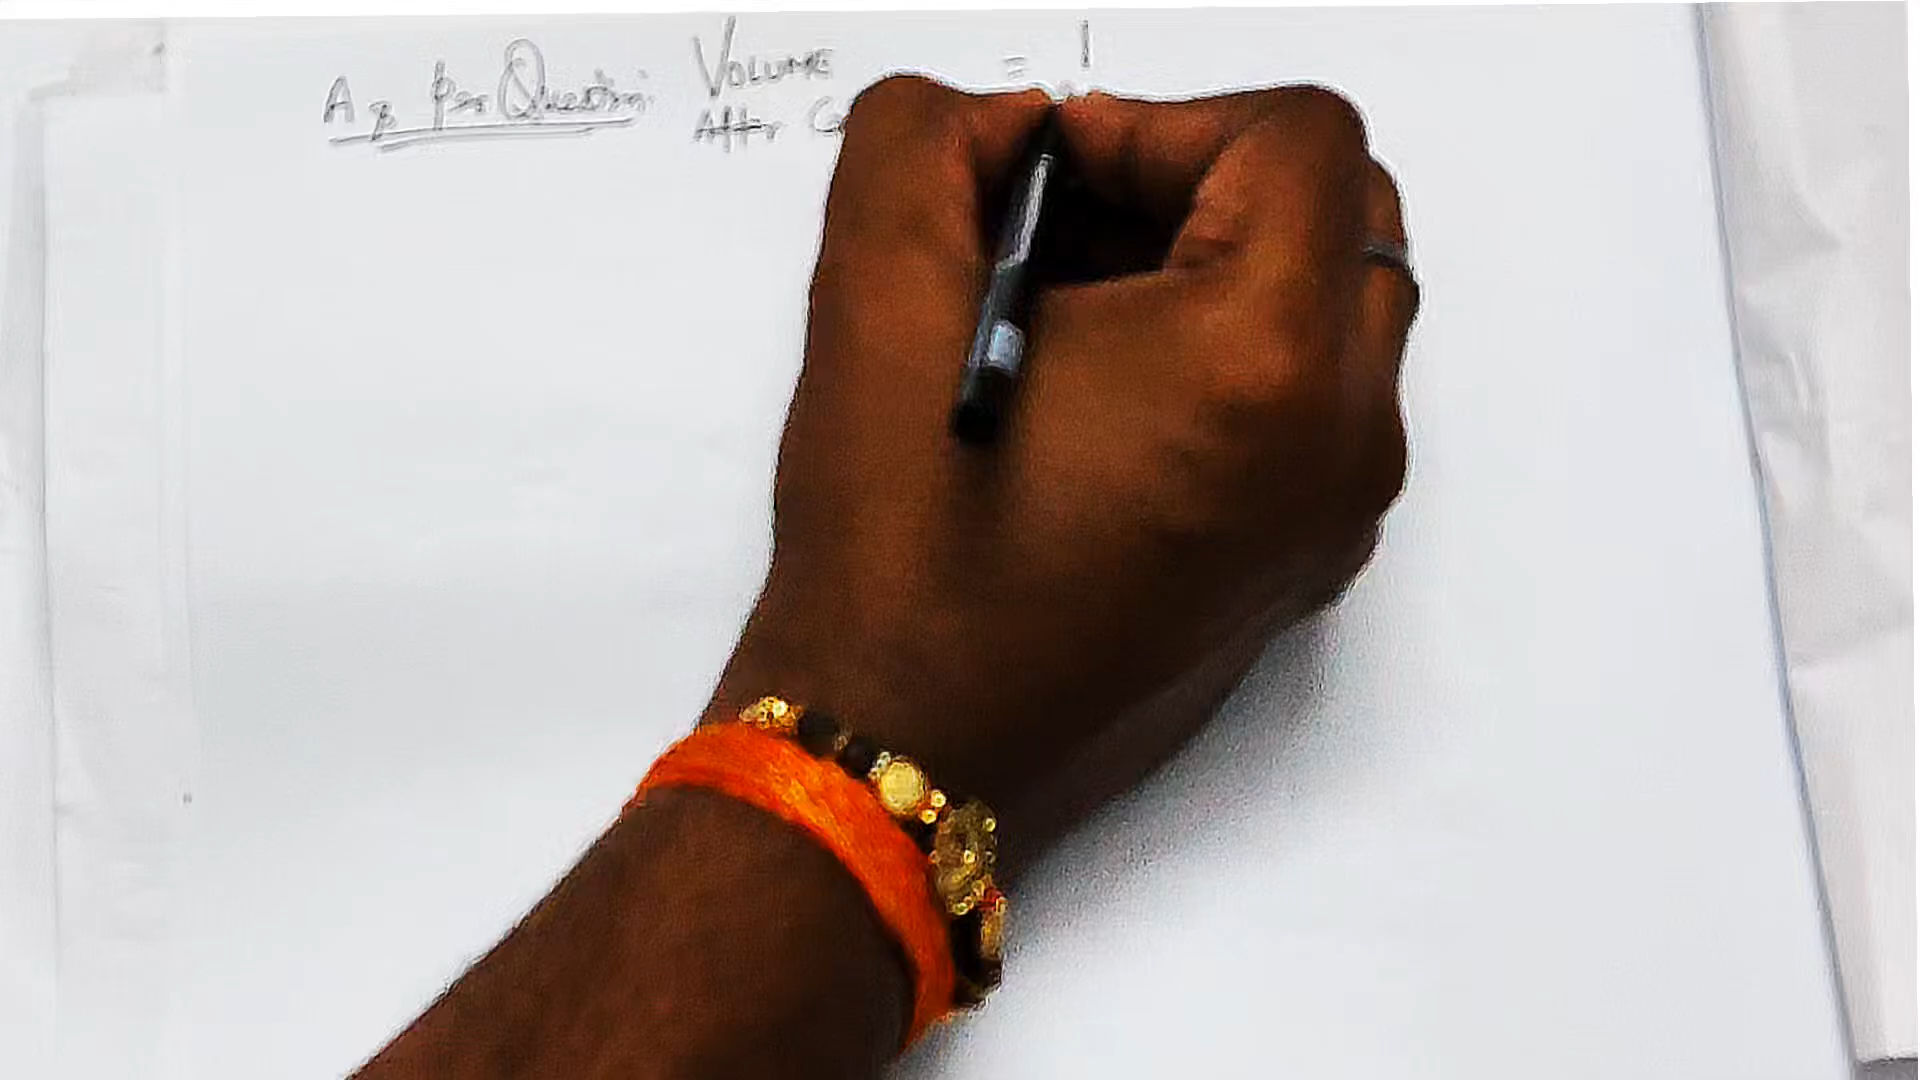 As per Question: Volume = 1
After